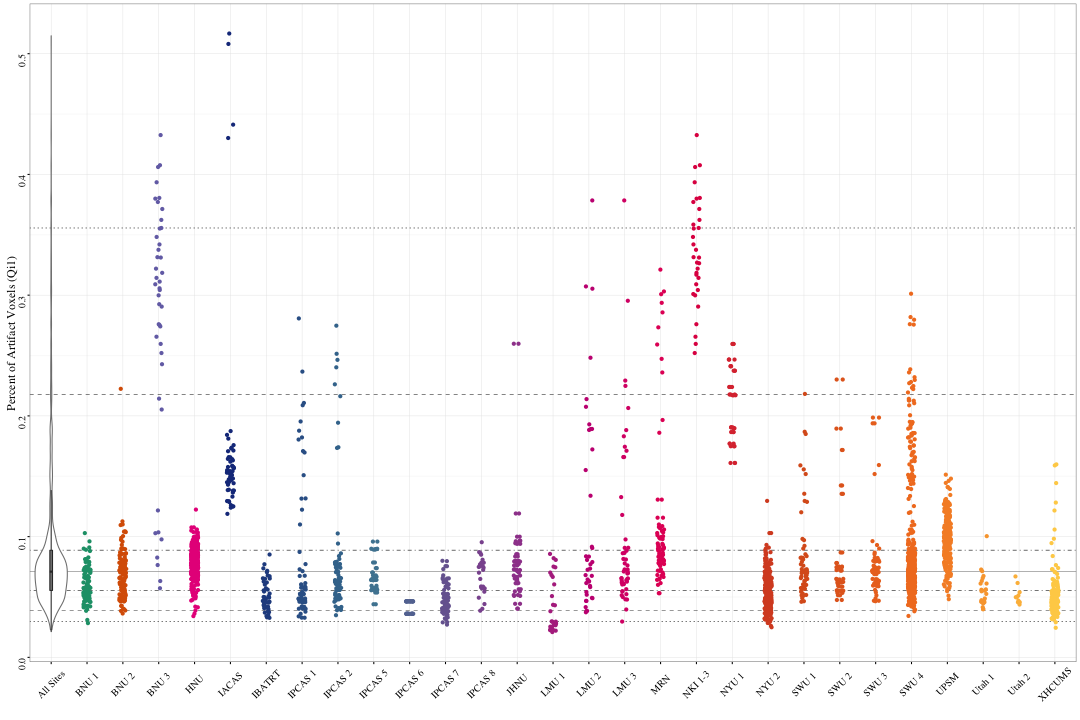 Percent of Artifact Voxels (Qi1)
0.5
0.4
0.3
0.2
0.1
0.0
All Sites
BNU 1
BNU 2
BNU 3
HNU
IACAS
IBATRT
IPCAS 1
IPCAS 2
IPCAS 5
IPCAS 6
IPCAS 7
IPCAS 8
JHNU
LMU 1
LMU 2
LMU 3
MRN
NKI 1-3
NYU 1
NYU 2
SWU 1
SWU 2
SWU 3
SWU 4
UPSM
Utah 1
Utah 2
XHCUMS